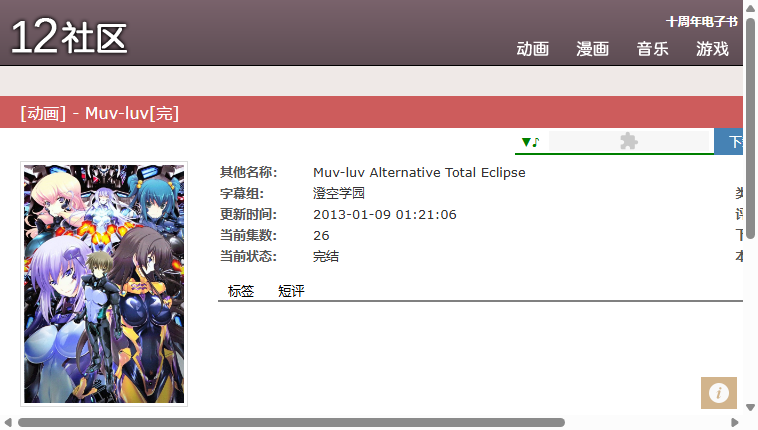 12社区
十周年电子书
动画 漫画 音乐 游戏
[动画] - Muv-luv[完]
▼♪
其他名称: Muv-luv Alternative Total Eclipse
字幕组: 澄空学园
更新时间: 2013-01-09 01:21:06
当前集数: 26
当前状态: 完结
标签 短评